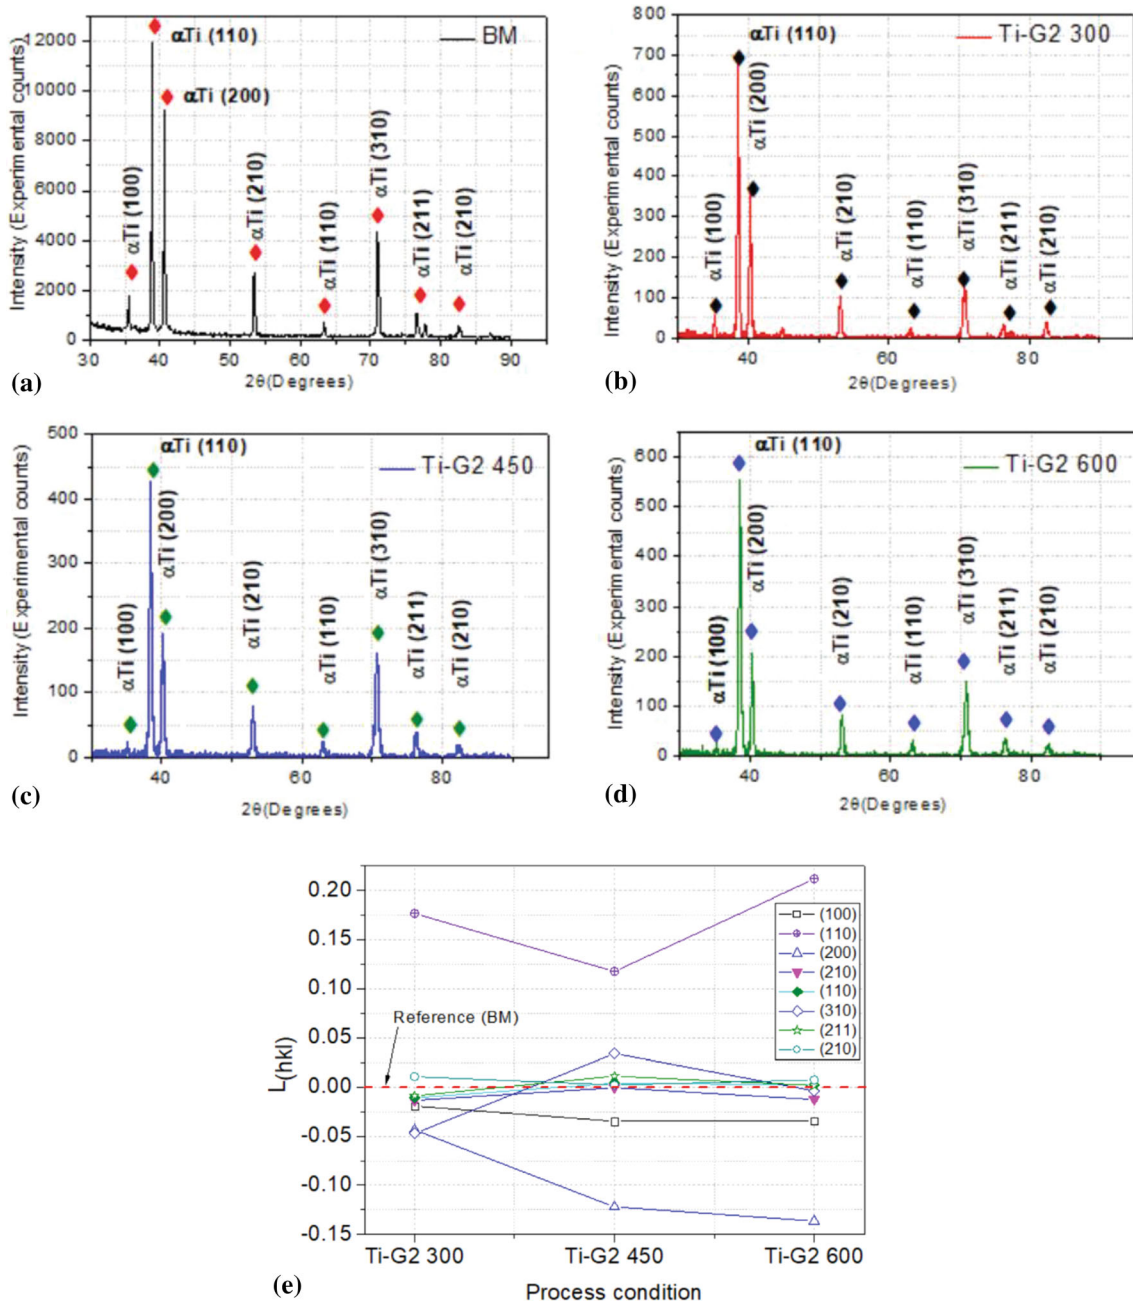 αTi (110)
BM
αTi (200)
αTi (100)
αTi (210)
αTi (110)
αTi (310)
αTi (211)
αTi (210)
Intensity (Experimental counts)
12000
10000
8000
6000
4000
2000
0
30 40 50 60 70 80 90
2θ(Degrees)
(a)
αTi (110)
Ti-G2 300
αTi (100)
αTi (200)
αTi (210)
αTi (110)
αTi (310)
αTi (211)
αTi (210)
Intensity (Experimental counts)
800
700
600
500
400
300
200
100
0
40 60 80
2θ(Degrees)
(b)
αTi (110)
Ti-G2 450
αTi (100)
αTi (200)
αTi (210)
αTi (110)
αTi (310)
αTi (211)
αTi (210)
Intensity (Experimental counts)
500
400
300
200
100
0
40 60 80
2θ(Degrees)
(c)
αTi (110)
Ti-G2 600
αTi (100)
αTi (200)
αTi (210)
αTi (110)
αTi (310)
αTi (211)
αTi (210)
Intensity (Experimental counts)
600
500
400
300
200
100
0
40 60 80
2θ(Degrees)
(d)
L(hkl)
0.20
0.15
0.10
0.05
0.00
-0.05
-0.10
-0.15
Reference (BM)
(100)
(110)
(200)
(210)
(110)
(310)
(211)
(210)
Ti-G2 300 Ti-G2 450 Ti-G2 600
Process condition
(e)